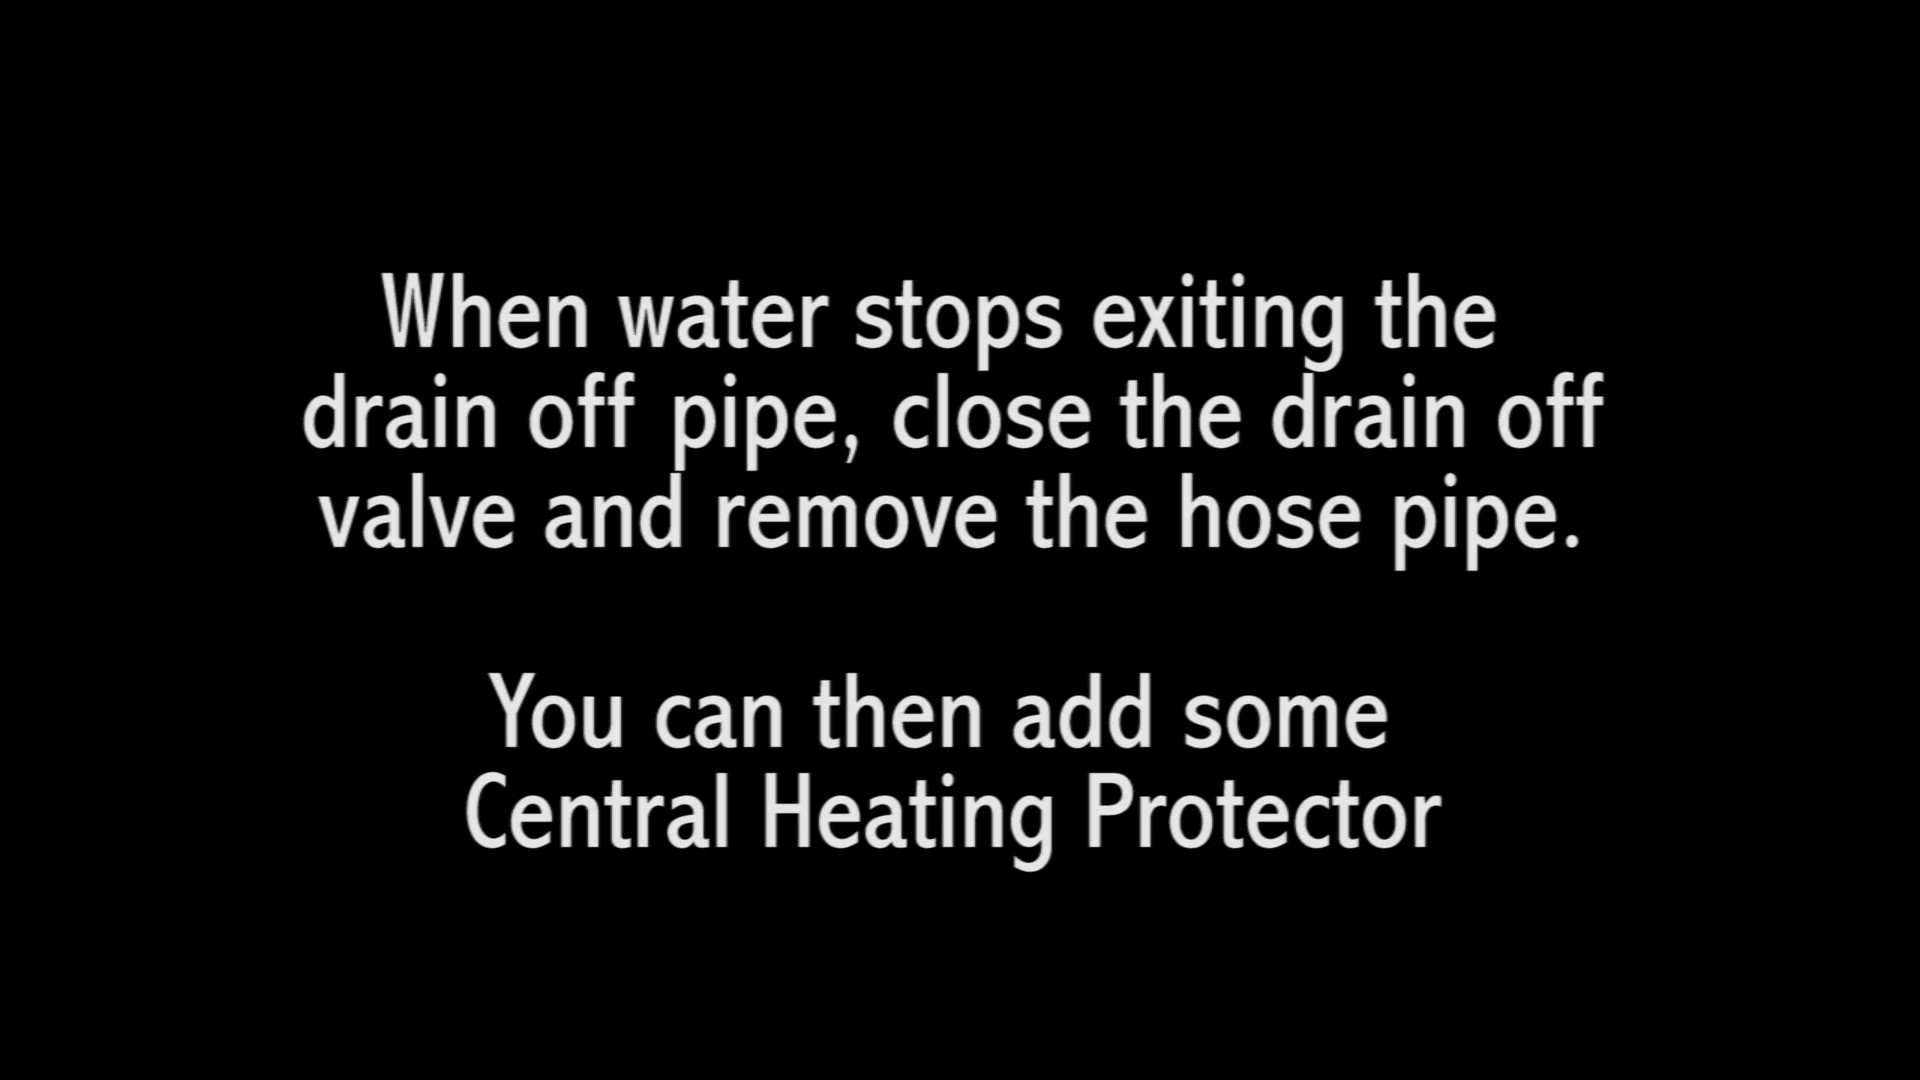 When water stops exiting the
drain off pipe, close the drain off
valve and remove the hose pipe.
You can then add some
Central Heating Protector